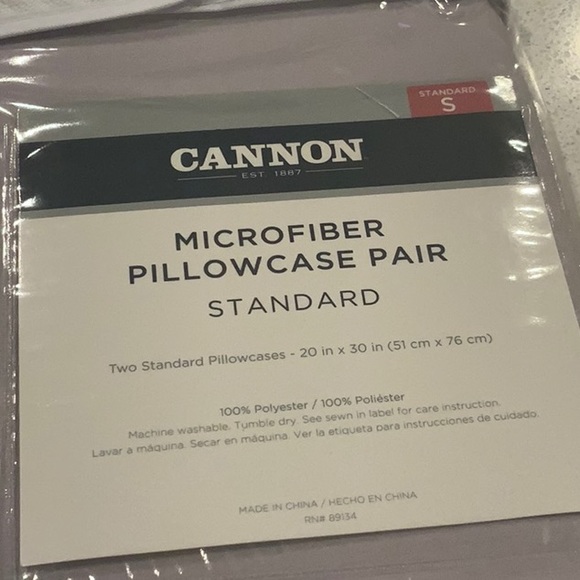 STANDARD
S
CANNON
EST. 1887
MICROFIBER
PILLOWCASE PAIR
STANDARD
Two Standard Pillowcases - 20 in x 30 in (51 cm x 76 cm)
100% Polyester / 100% Poliéster
Machine washable. Tumble dry. See sewn in label for care instruction.
Lavar a máquina. Secar en máquina. Ver la etiqueta para instrucciones de cuidado.
MADE IN CHINA / HECHO EN CHINA
RN# 89134